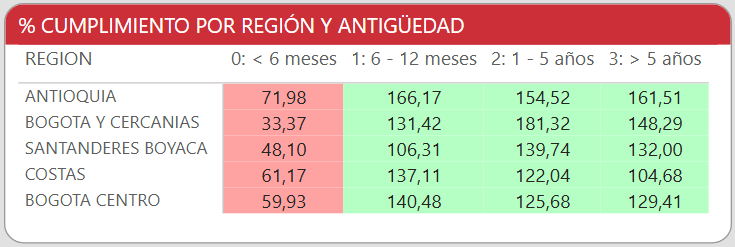 % CUMPLIMIENTO POR REGIÓN Y ANTIGÜEDAD
REGION 0: < 6 meses 1: 6 - 12 meses 2: 1 - 5 años 3: > 5 años
ANTIOQUIA 71,98 166,17 154,52 161,51
BOGOTA Y CERCANIAS 33,37 131,42 181,32 148,29
SANTANDERES BOYACA 48,10 106,31 139,74 132,00
COSTAS 61,17 137,11 122,04 104,68
BOGOTA CENTRO 59,93 140,48 125,68 129,41